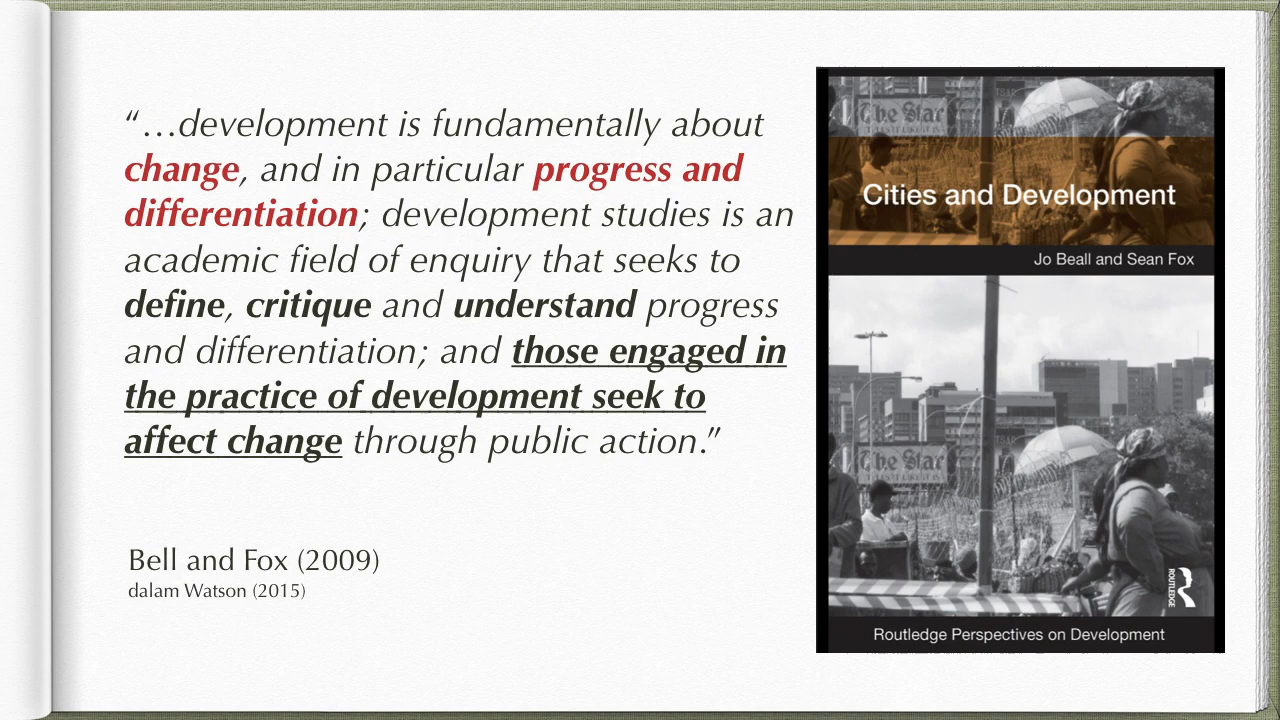 “…development is fundamentally about
change, and in particular progress and
differentiation; development studies is an
academic field of enquiry that seeks to
define, critique and understand progress
and differentiation; and those engaged in
the practice of development seek to
affect change through public action.”
Bell and Fox (2009)
dalam Watson (2015)
The Star
TSAR
Cities and Development
Jo Beall and Sean Fox
The Star
TSAR
ROUTLEDGE
Routledge Perspectives on Development